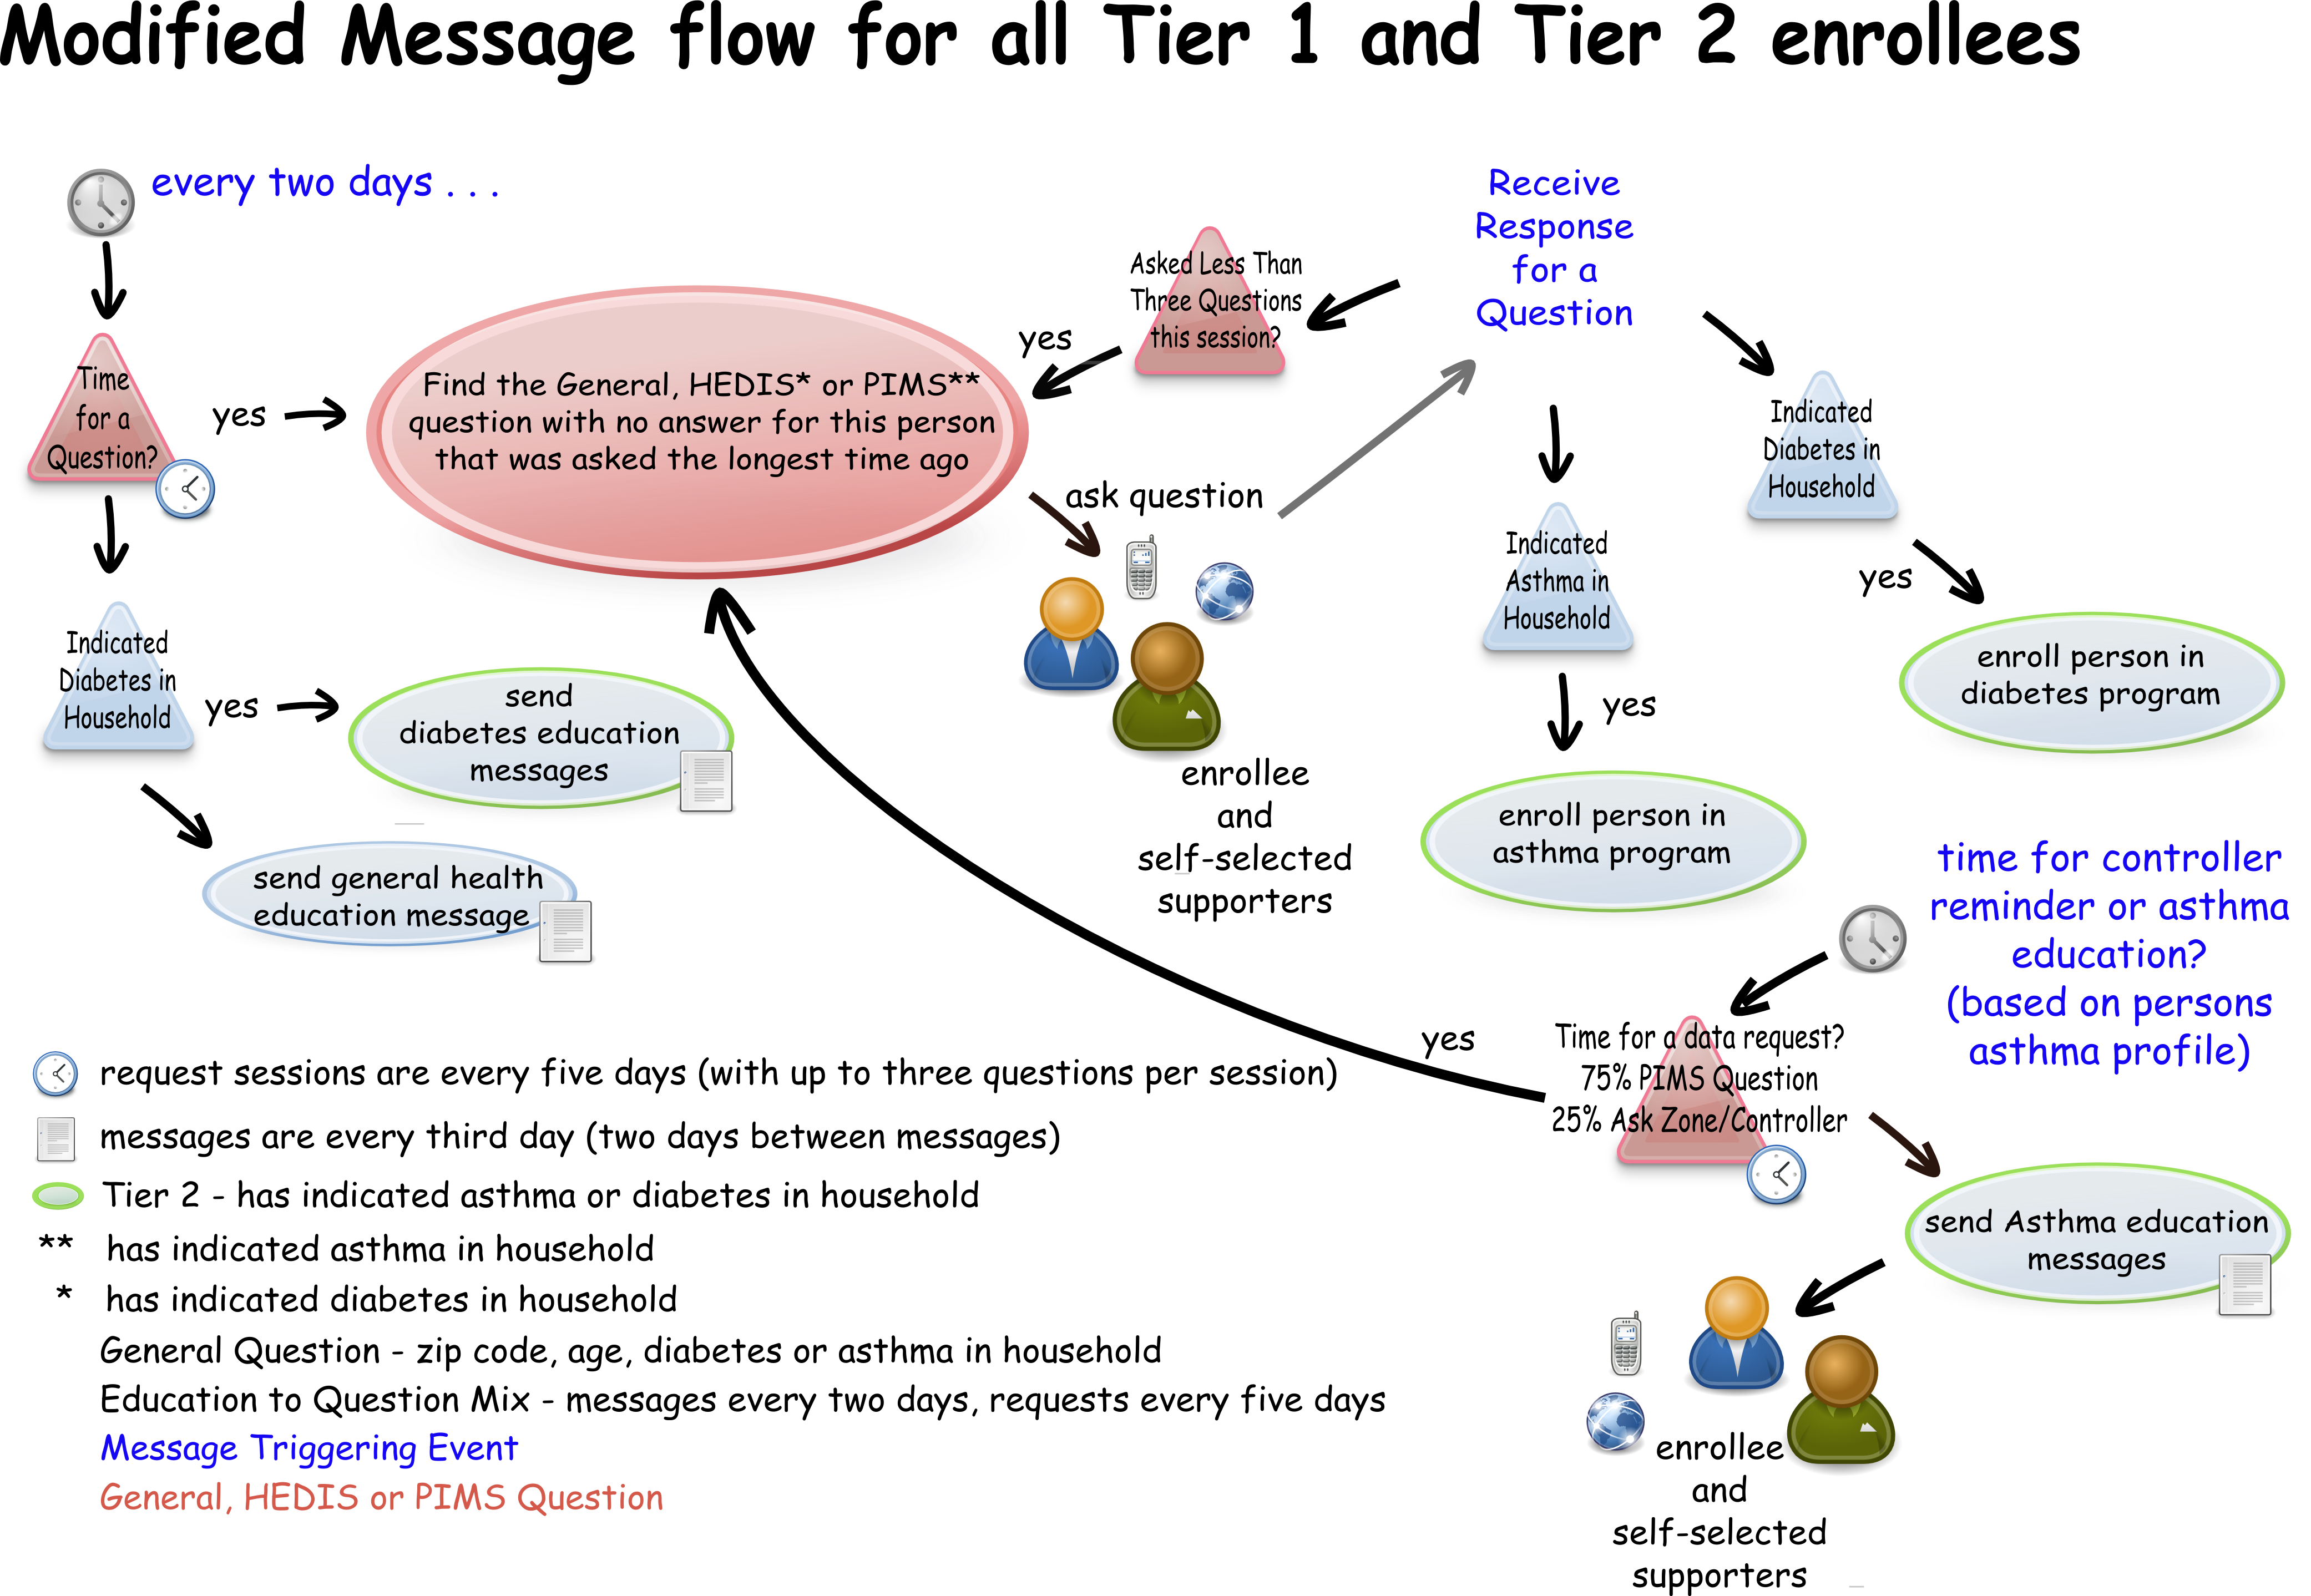 Modified Message flow for all Tier 1 and Tier 2 enrollees
every two days . . .
Time
for a
Question?
yes
Find the General, HEDIS* or PIMS**
question with no answer for this person
that was asked the longest time ago
yes
Asked Less Than
Three Questions
this session?
Receive
Response
for a
Question
Indicated
Diabetes in
Household
yes
enroll person in
diabetes program
Indicated
Asthma in
Household
yes
enroll person in
asthma program
ask question
enrollee
and
self-selected
supporters
Indicated
Diabetes in
Household
yes
send
diabetes education
messages
send general health
education message
time for controller
reminder or asthma
education?
(based on persons
asthma profile)
yes
Time for a data request?
75% PIMS Question
25% Ask Zone/Controller
send Asthma education
messages
enrollee
and
self-selected
supporters
request sessions are every five days (with up to three questions per session)
messages are every third day (two days between messages)
Tier 2 - has indicated asthma or diabetes in household
** has indicated asthma in household
* has indicated diabetes in household
General Question - zip code, age, diabetes or asthma in household
Education to Question Mix - messages every two days, requests every five days
Message Triggering Event
General, HEDIS or PIMS Question